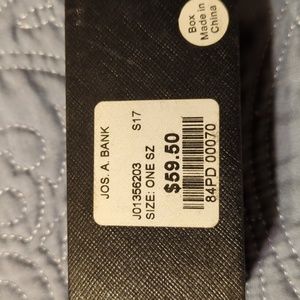 Box
Made in
China
JOS. A. BANK
J01356203 S17
SIZE: ONE SZ
$59.50
84PD 00070